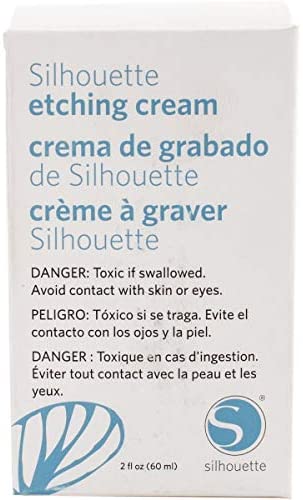 Silhouette
etching cream
crema de grabado
de Silhouette
crème à graver
Silhouette
DANGER: Toxic if swallowed.
Avoid contact with skin or eyes.
PELIGRO: Tóxico si se traga. Evite el
contacto con los ojos y la piel.
DANGER : Toxique en cas d'ingestion.
Éviter tout contact avec la peau et les
yeux.
S ®
silhouette
2 fl oz (60 ml)